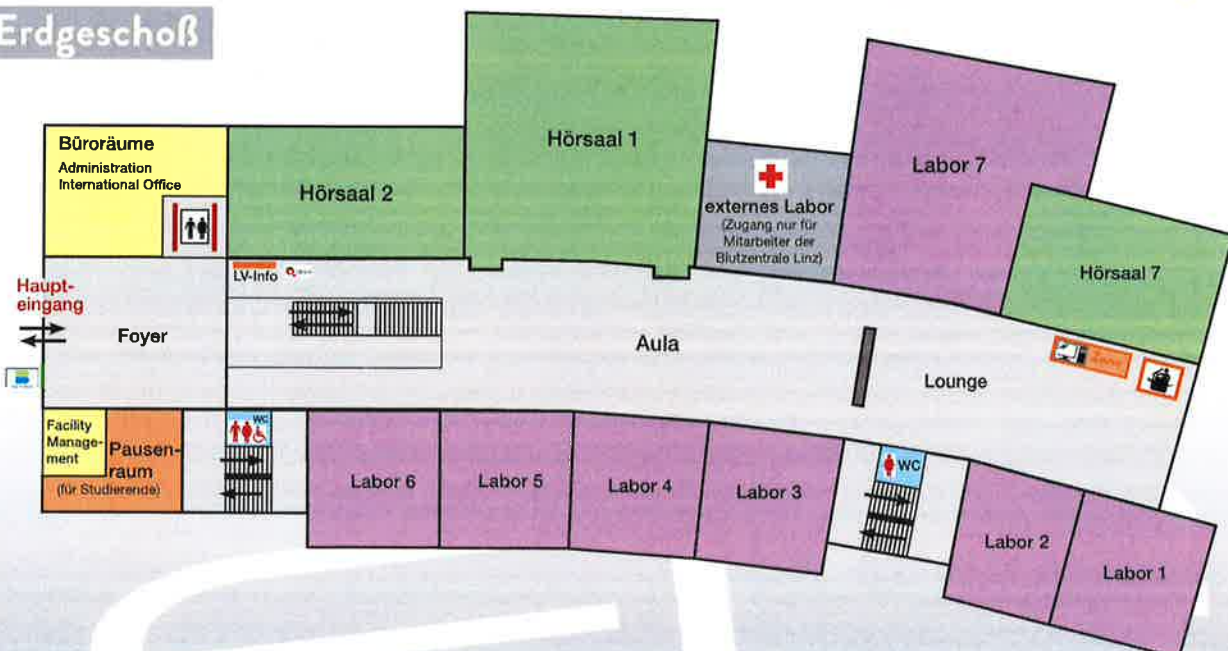 Erdgeschoß
Büroräume
Administration
International Office
Hörsaal 2
Hörsaal 1
externes Labor
(Zugang nur für
Mitarbeiter der
Blutzentrale Linz)
Labor 7
Hörsaal 7
LV-Info
Haupt-
eingang
Foyer
Aula
Lounge
Facility
Manage-
ment
Pausen-
raum
(für Studierende)
WC
Labor 6
Labor 5
Labor 4
Labor 3
WC
Labor 2
Labor 1